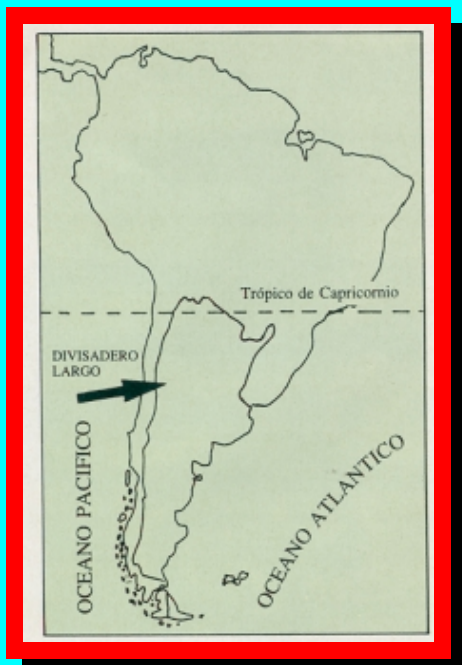 Trópico de Capricornio
DIVISADERO
LARGO
OCEANO PACIFICO
OCEANO ATLANTICO